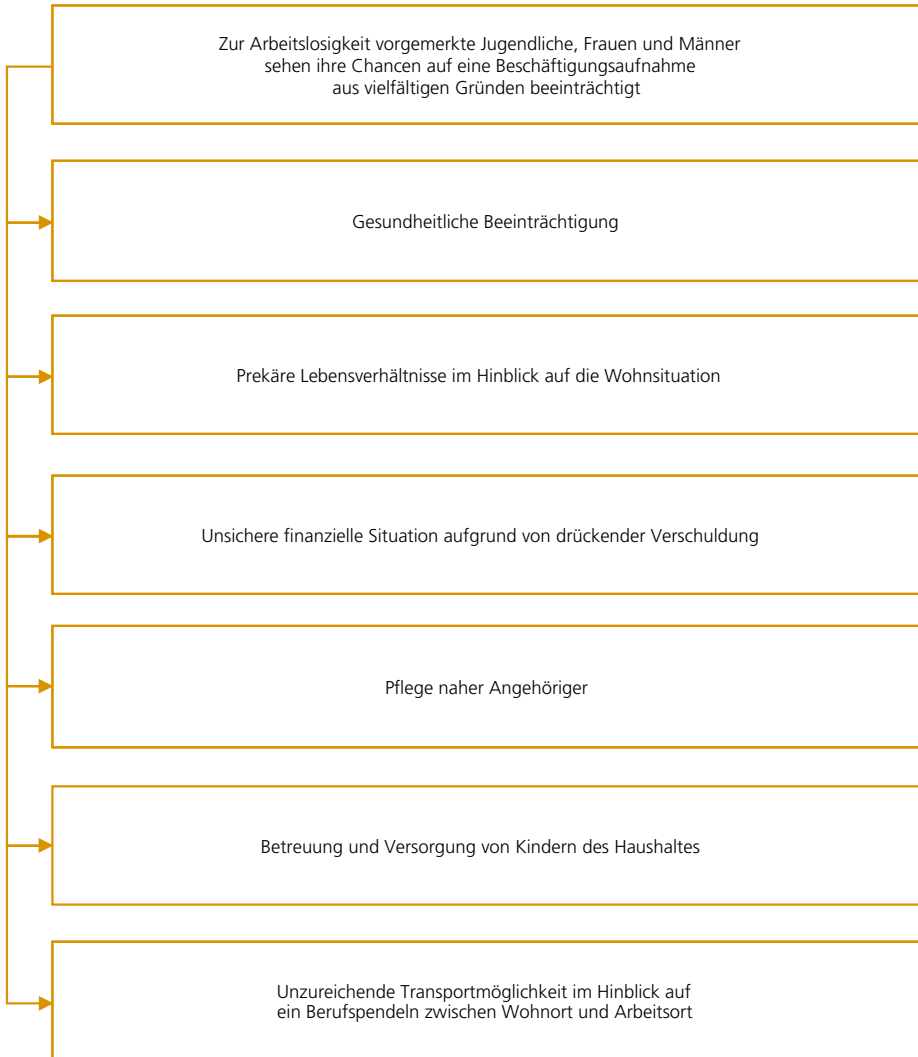 Zur Arbeitslosigkeit vorgemerkte Jugendliche, Frauen und Männer
sehen ihre Chancen auf eine Beschäftigungsaufnahme
aus vielfältigen Gründen beeinträchtigt
Gesundheitliche Beeinträchtigung
Prekäre Lebensverhältnisse im Hinblick auf die Wohnsituation
Unsichere finanzielle Situation aufgrund von drückender Verschuldung
Pflege naher Angehöriger
Betreuung und Versorgung von Kindern des Haushaltes
Unzureichende Transportmöglichkeit im Hinblick auf
ein Berufspendeln zwischen Wohnort und Arbeitsort